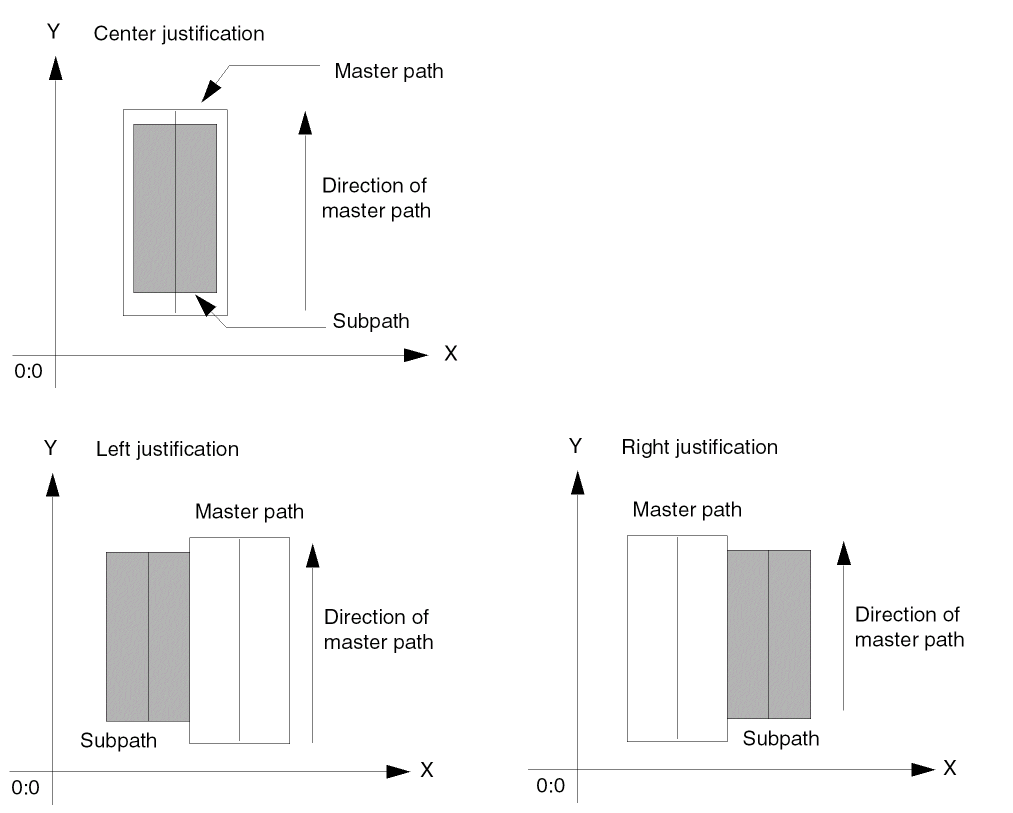 Y
Center justification
Master path
Direction of
master path
Subpath
X
0:0
Y
Left justification
Master path
Direction of
master path
Subpath
X
0:0
Y
Right justification
Master path
Direction of
master path
Subpath
X
0:0